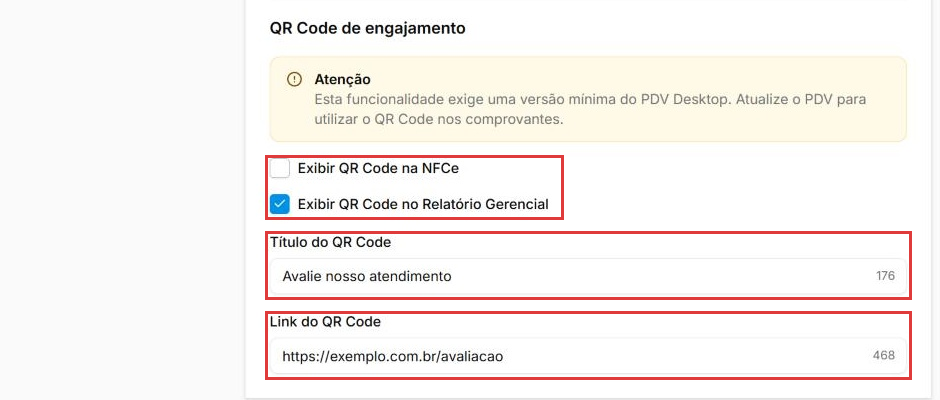 QR Code de engajamento
Atenção
Esta funcionalidade exige uma versão mínima do PDV Desktop. Atualize o PDV para
utilizar o QR Code nos comprovantes.
Exibir QR Code na NFCe
Exibir QR Code no Relatório Gerencial
Título do QR Code
Avalie nosso atendimento 176
Link do QR Code
https://exemplo.com.br/avaliacao 468